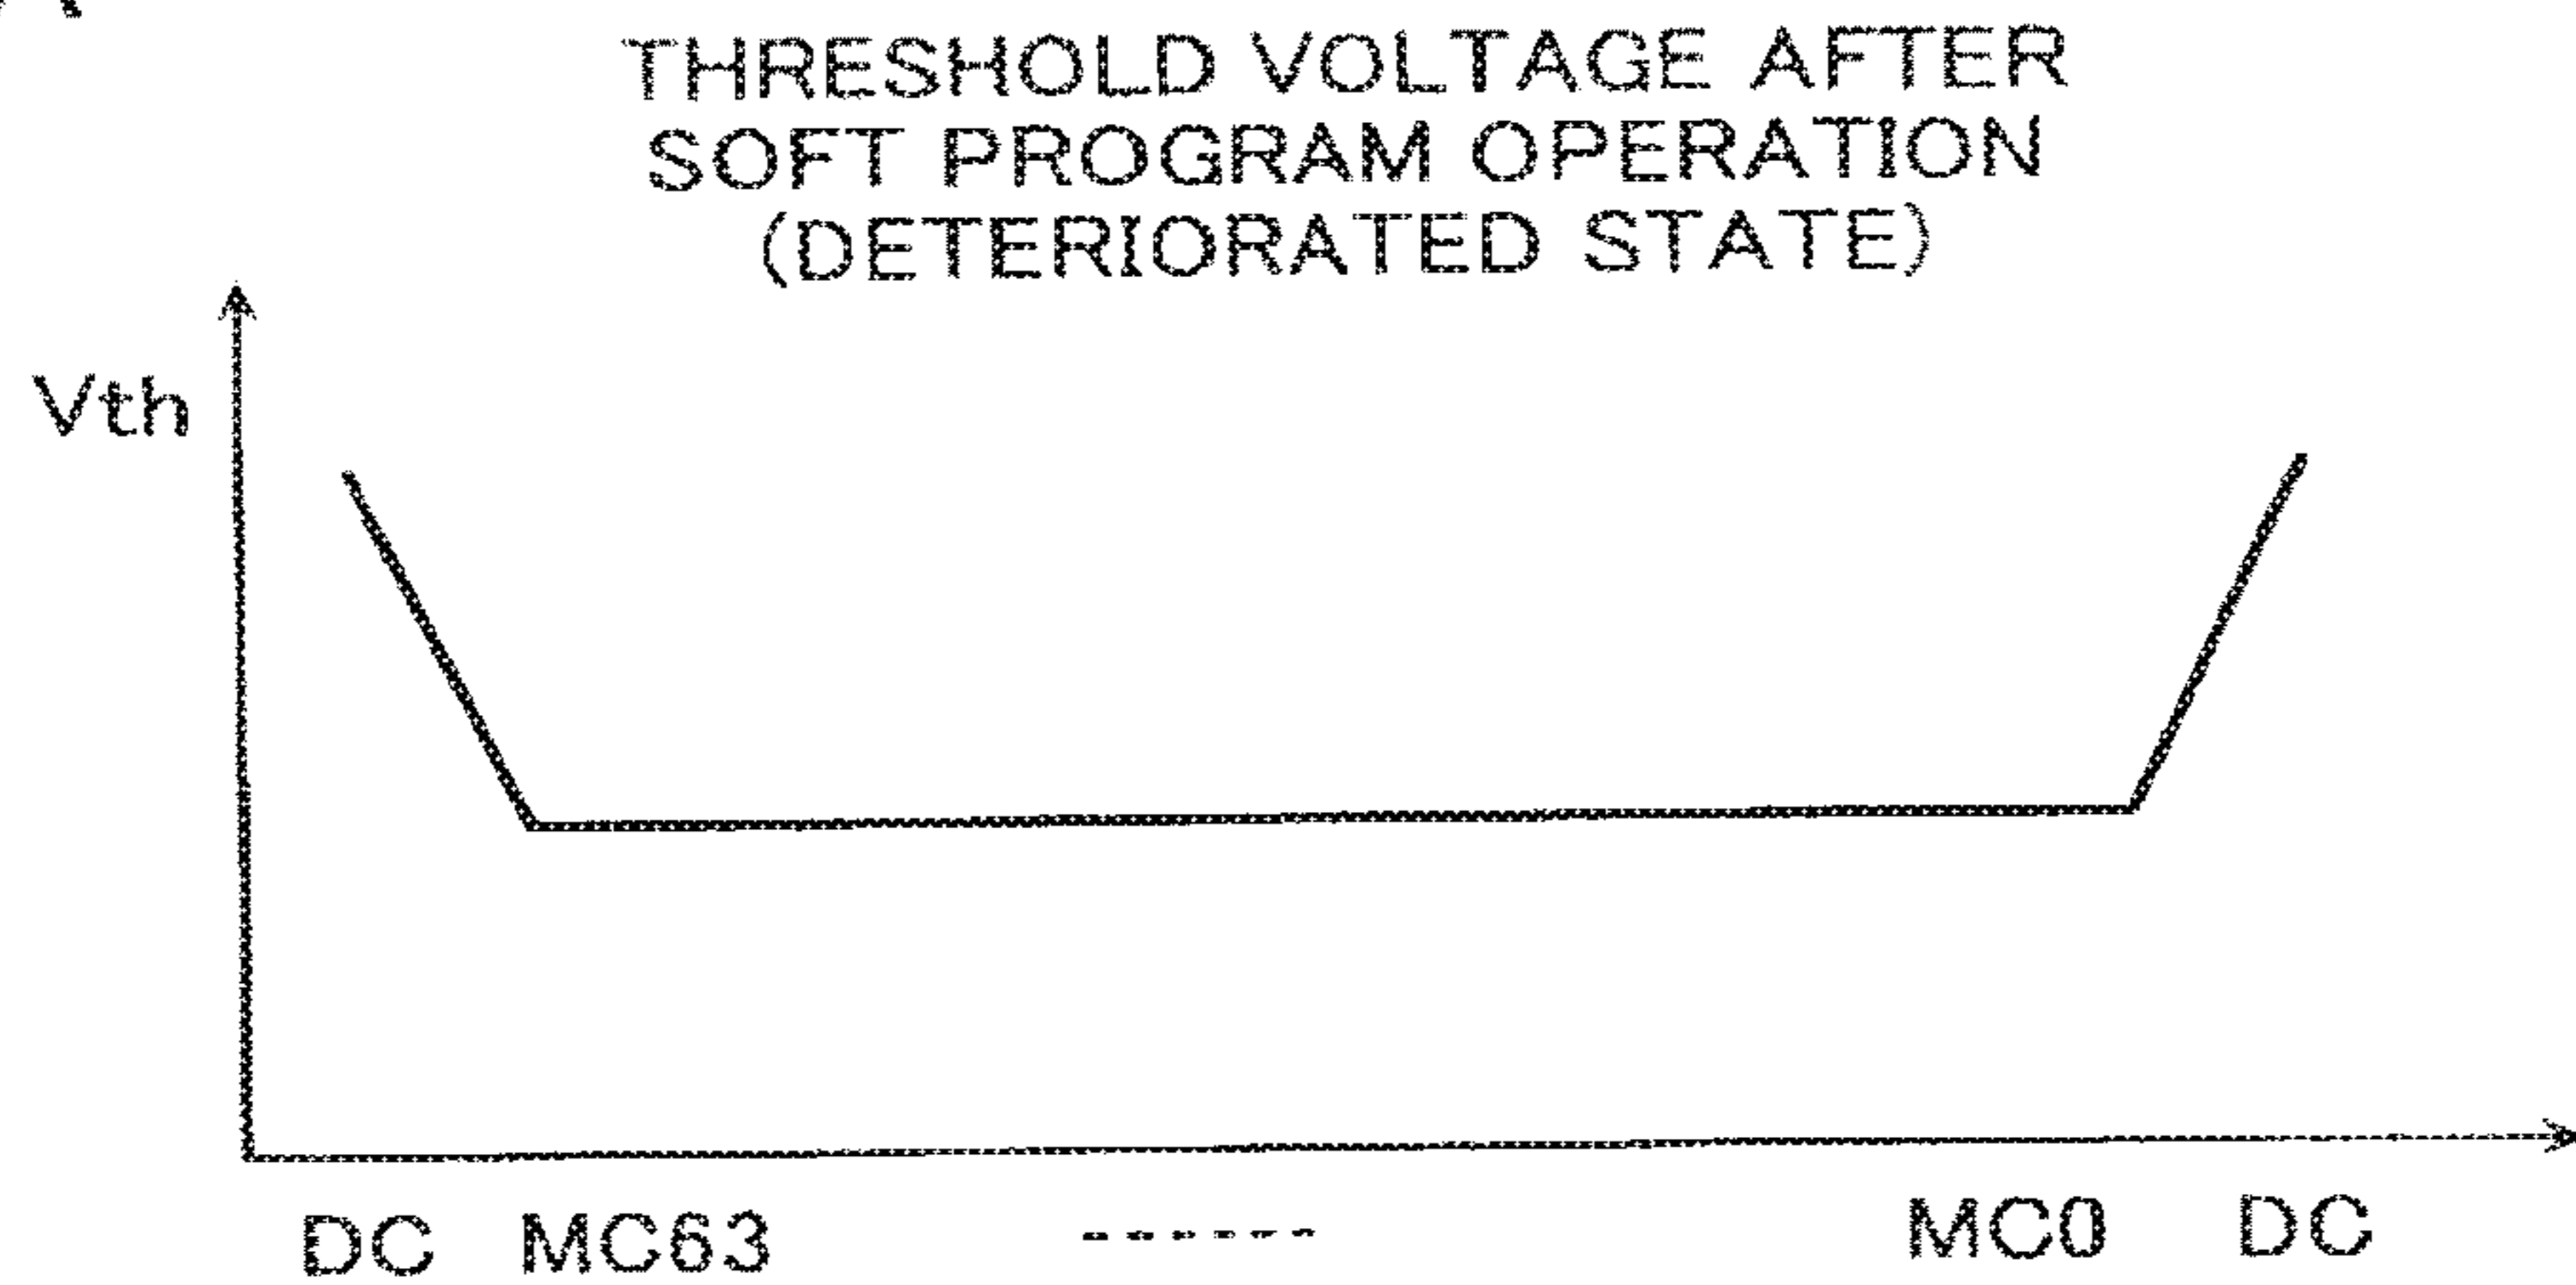 THRESHOLD VOLTAGE AFTER
SOFT PROGRAM OPERATION
(DETERIORATED STATE)
Vth
DC MC63 ------ MC0 DC